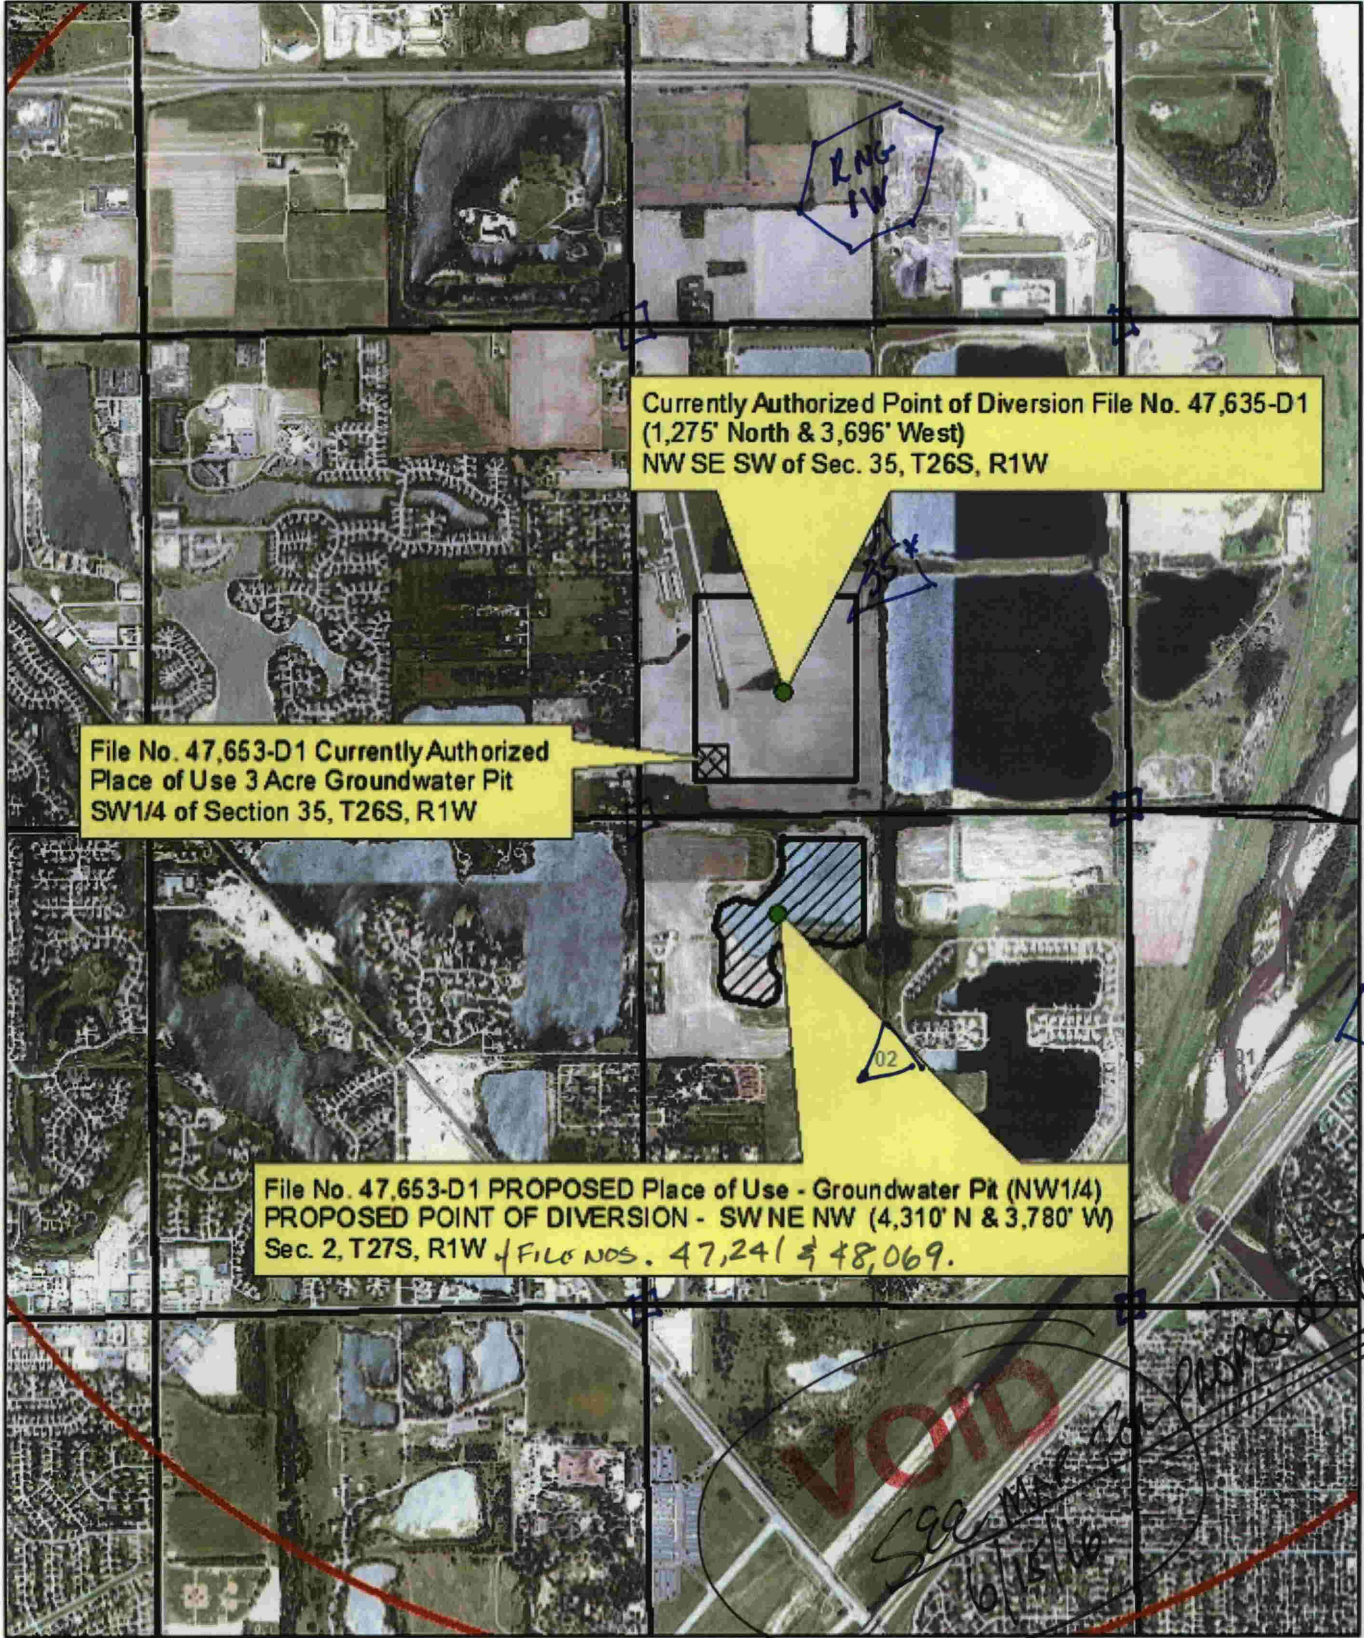 RNG
1W
Currently Authorized Point of Diversion File No. 47,635-D1
(1,275' North & 3,696' West)
NW SE SW of Sec. 35, T26S, R1W
35*
File No. 47,653-D1 Currently Authorized
Place of Use 3 Acre Groundwater Pit
SW1/4 of Section 35, T26S, R1W
02
01
File No. 47,653-D1 PROPOSED Place of Use - Groundwater Pit (NW1/4)
PROPOSED POINT OF DIVERSION - SW NE NW (4,310' N & 3,780' W)
Sec. 2, T27S, R1W & FILE NOS. 47,241 & 48,069.
VOID
See MAP FOR PROPOSED
6/15/16